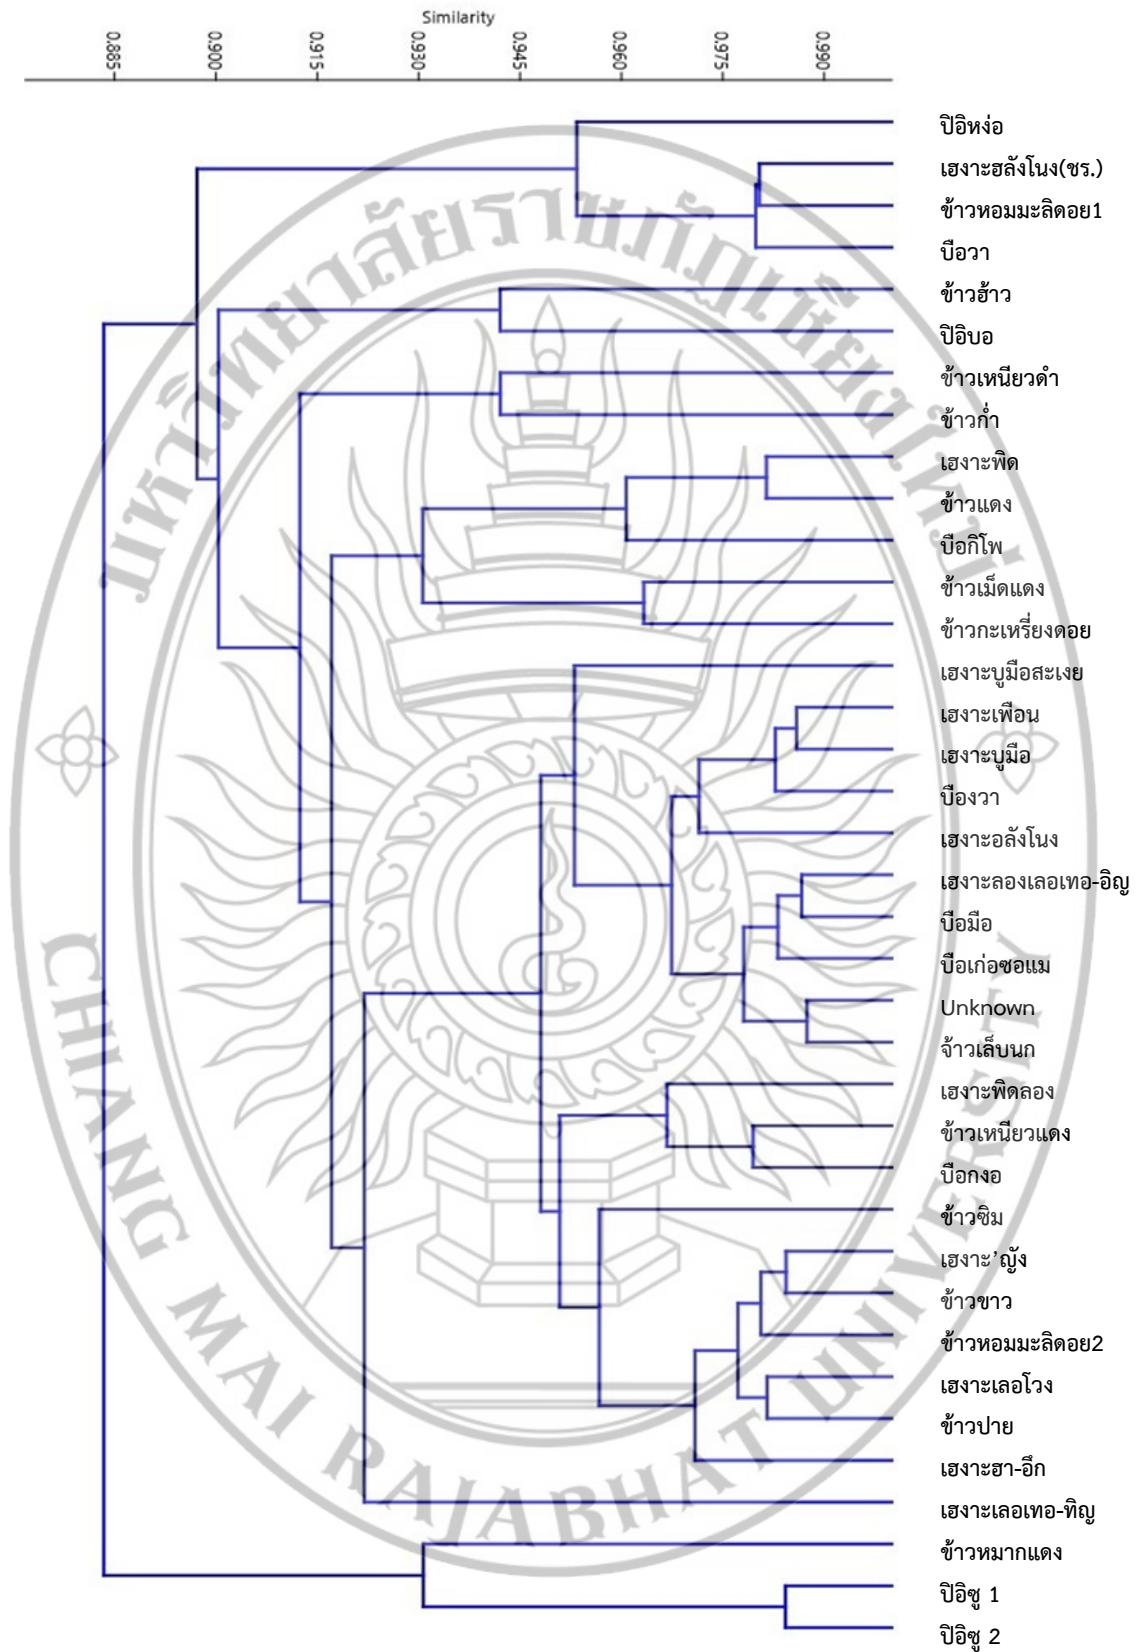 Similarity
0.885 0.900 0.915 0.930 0.945 0.960 0.975 0.990
ปิอิหง่อ
เฮงาะฮลังโนง(ชร.)
ข้าวหอมมะลิดอย1
บือวา
ข้าวฮ้าว
ปิอิบอ
ข้าวเหนียวดำ
ข้าวก่ำ
เฮงาะพิด
ข้าวแดง
บือกิโพ
ข้าวเม็ดแดง
ข้าวกะเหรี่ยงดอย
เฮงาะบูมือสะเงย
เฮงาะเพือน
เฮงาะบูมือ
บืองวา
เฮงาะอลังโนง
เฮงาะลองเลอเทอ-อิญ
บือมือ
บือเก่อซอแม
Unknown
จ้าวเล็บนก
เฮงาะพิดลอง
ข้าวเหนียวแดง
บือกงอ
ข้าวซิม
เฮงาะ'ญัง
ข้าวขาว
ข้าวหอมมะลิดอย2
เฮงาะเลอโวง
ข้าวปาย
เฮงาะฮา-อึก
เฮงาะเลอเทอ-ทิญ
ข้าวหมากแดง
ปิอิซู 1
ปิอิซู 2
มหาวิทยาลัยราชภัฏเชียงใหม่
CHIANG MAI RAJABHAT UNIVERSITY